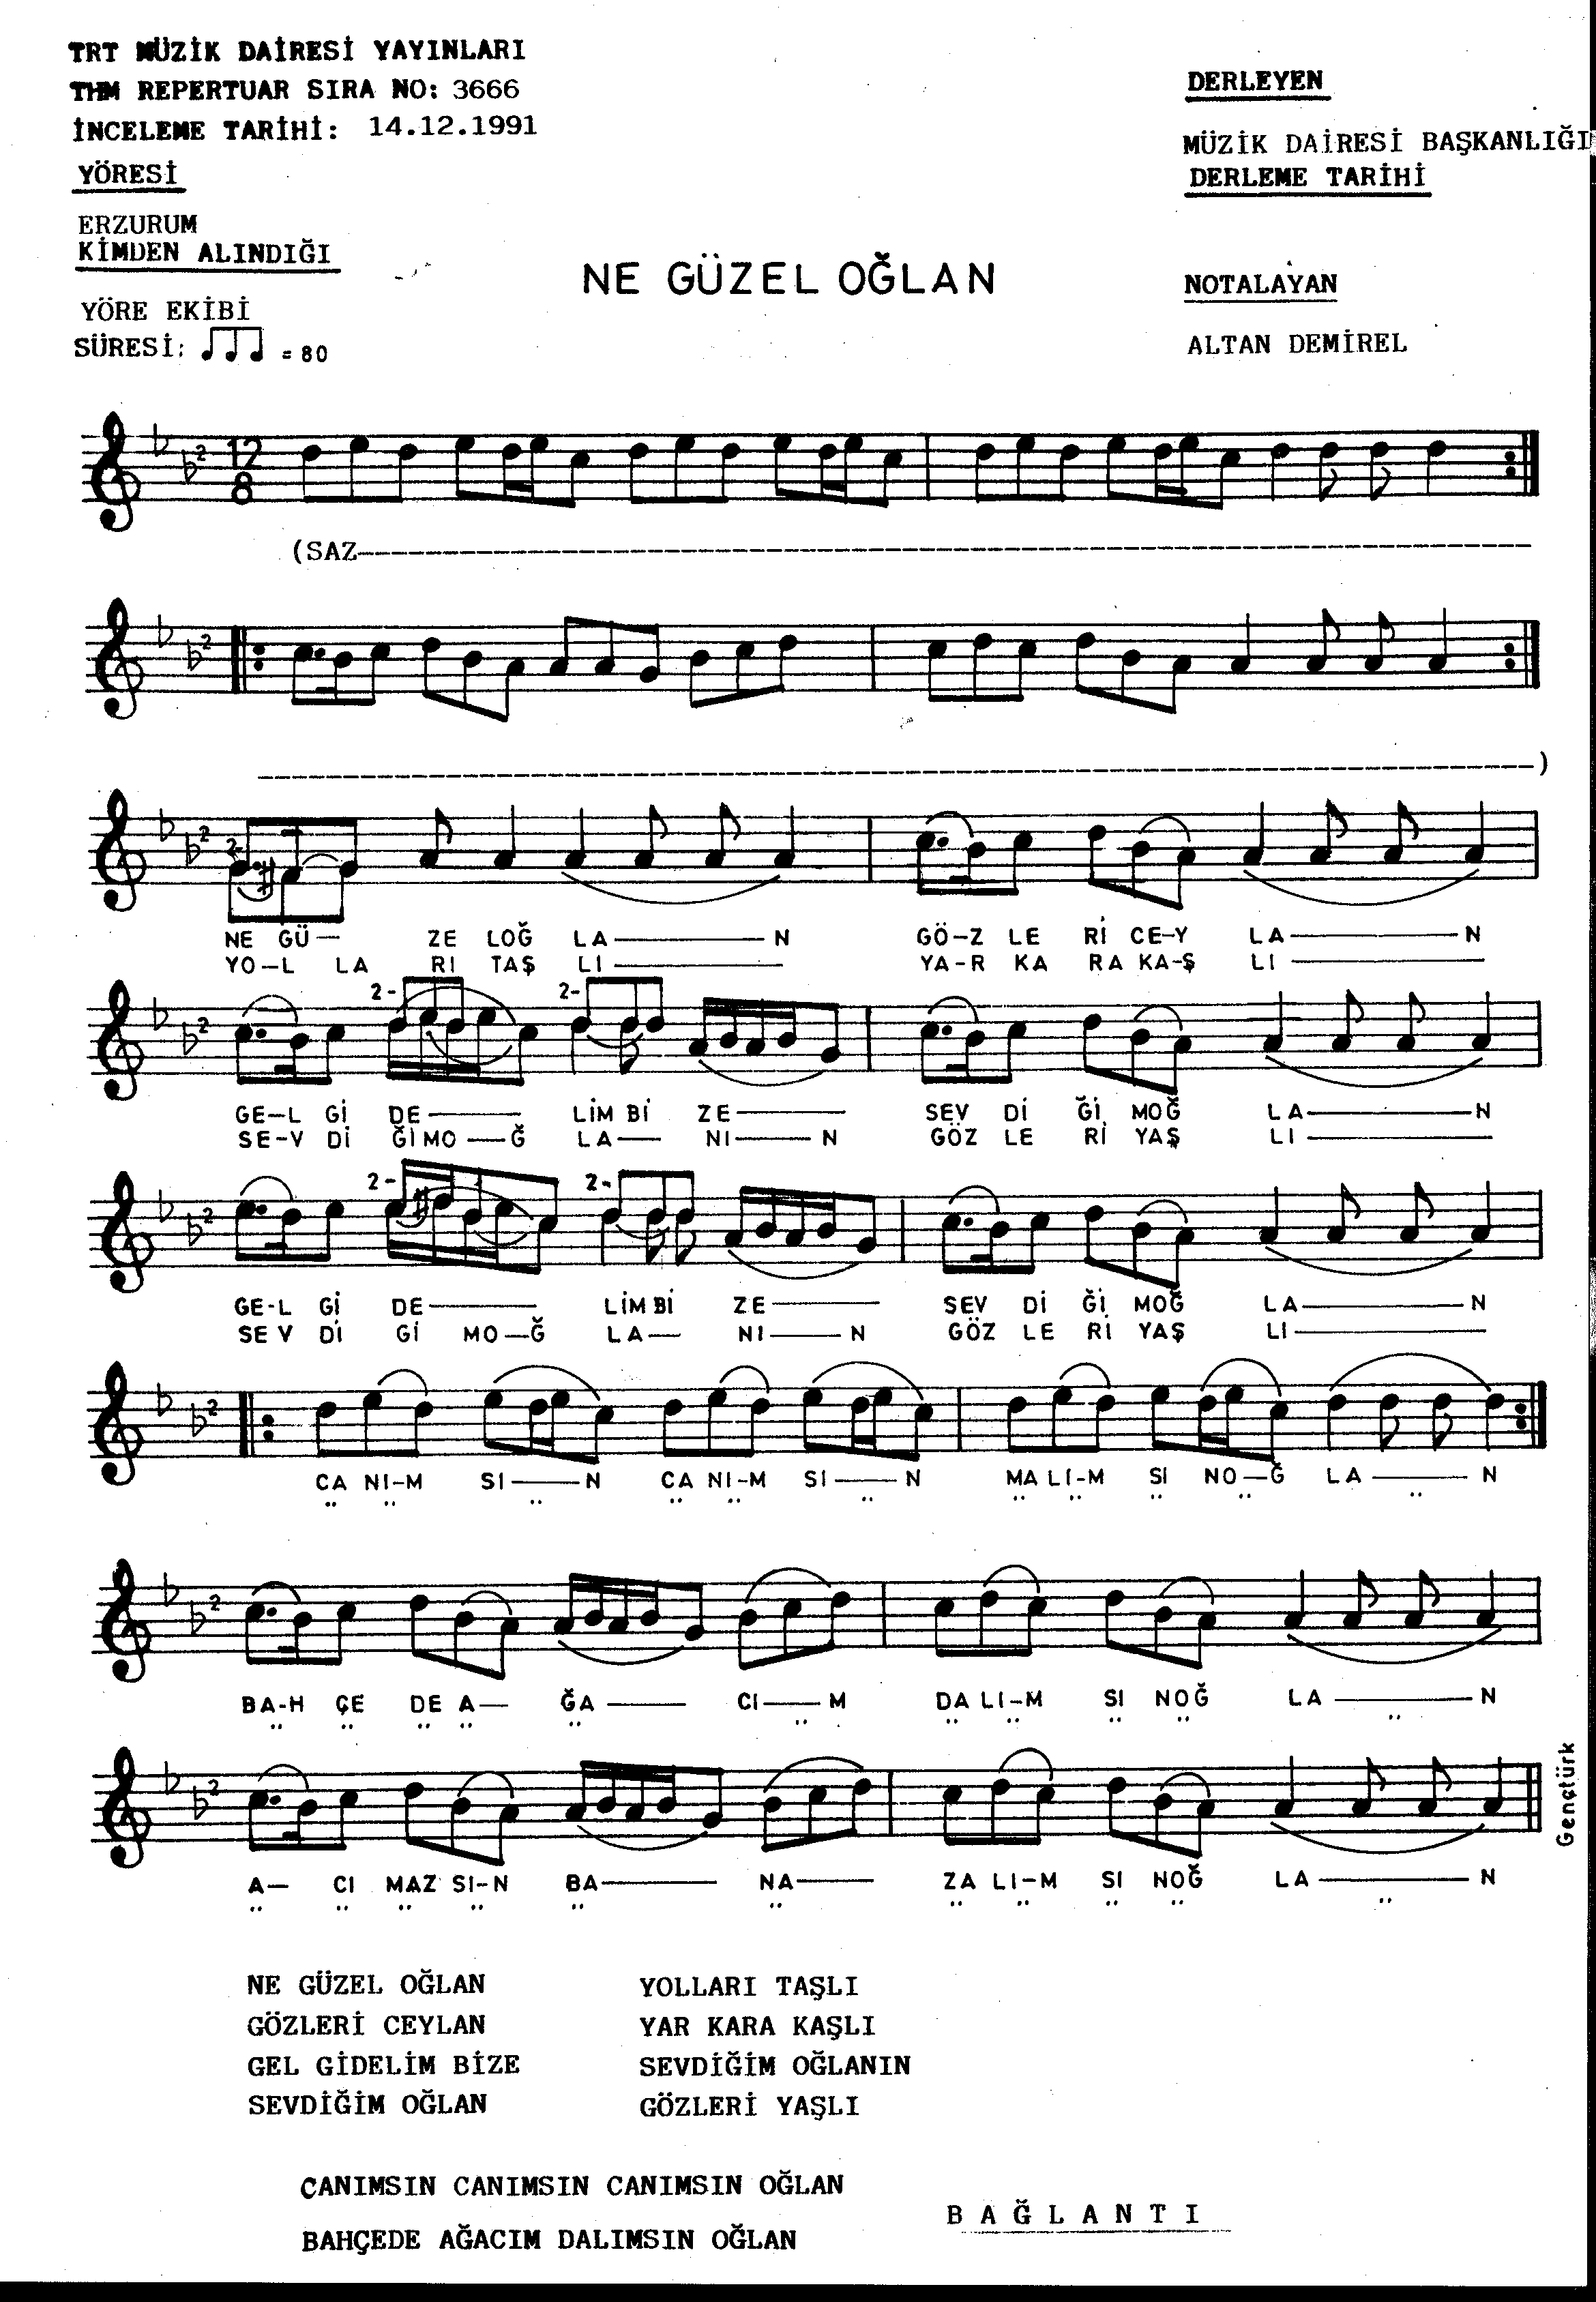 TRT MÜZİK DAİRESİ YAYINLARI
THM REPERTUAR SIRA NO: 3666
İNCELEME TARİHİ: 14.12.1991
YÖRESİ
ERZURUM
KİMDEN ALINDIĞI
YÖRE EKİBİ
SÜRESİ: = 80
NE GÜZEL OĞLAN
DERLEYEN
MÜZİK DAİRESİ BAŞKANLIĞI
DERLEME TARİHİ
NOTALAYAN
ALTAN DEMİREL
12
8
(SAZ------------------------------
------------------------------)
NE GÜ— ZE LOĞ LA———N GÖ–Z LE Rİ CE–Y LA———N
YO–L LA RI TAŞ LI——— YA–R KA RA KA–Ş LI———
GE–L Gİ DE——— LİM Bİ ZE——— SEV Dİ Ğİ MOĞ LA———N
SE–V Dİ ĞİMO—Ğ LA— NI——N GÖZ LE Rİ YAŞ LI———
GE-L Gİ DE——— LİM Bİ ZE——— SEV Dİ Ğİ MOĞ LA———N
SEV Dİ Gİ MO—Ğ LA— NI——N GÖZ LE Rİ YAŞ LI———
CA NI–M SI——N CA NI–M SI——N MA LI–M SI NO—Ğ LA——N
" " " " " " " " " " "
BA-H ÇE DE A— ĞA—— CI——M DA LI–M SI NOĞ LA———N
" " " " " " " " " " "
A— CI MAZ SI–N BA——— NA—— ZA LI–M SI NOĞ LA———N
" " " " " " " " " " "
Gençtürk
NE GÜZEL OĞLAN
GÖZLERİ CEYLAN
GEL GİDELİM BİZE
SEVDİĞİM OĞLAN
YOLLARI TAŞLI
YAR KARA KAŞLI
SEVDİĞİM OĞLANIN
GÖZLERİ YAŞLI
CANIMSIN CANIMSIN CANIMSIN OĞLAN
BAHÇEDE AĞACIM DALIMSIN OĞLAN
BAĞLANTI